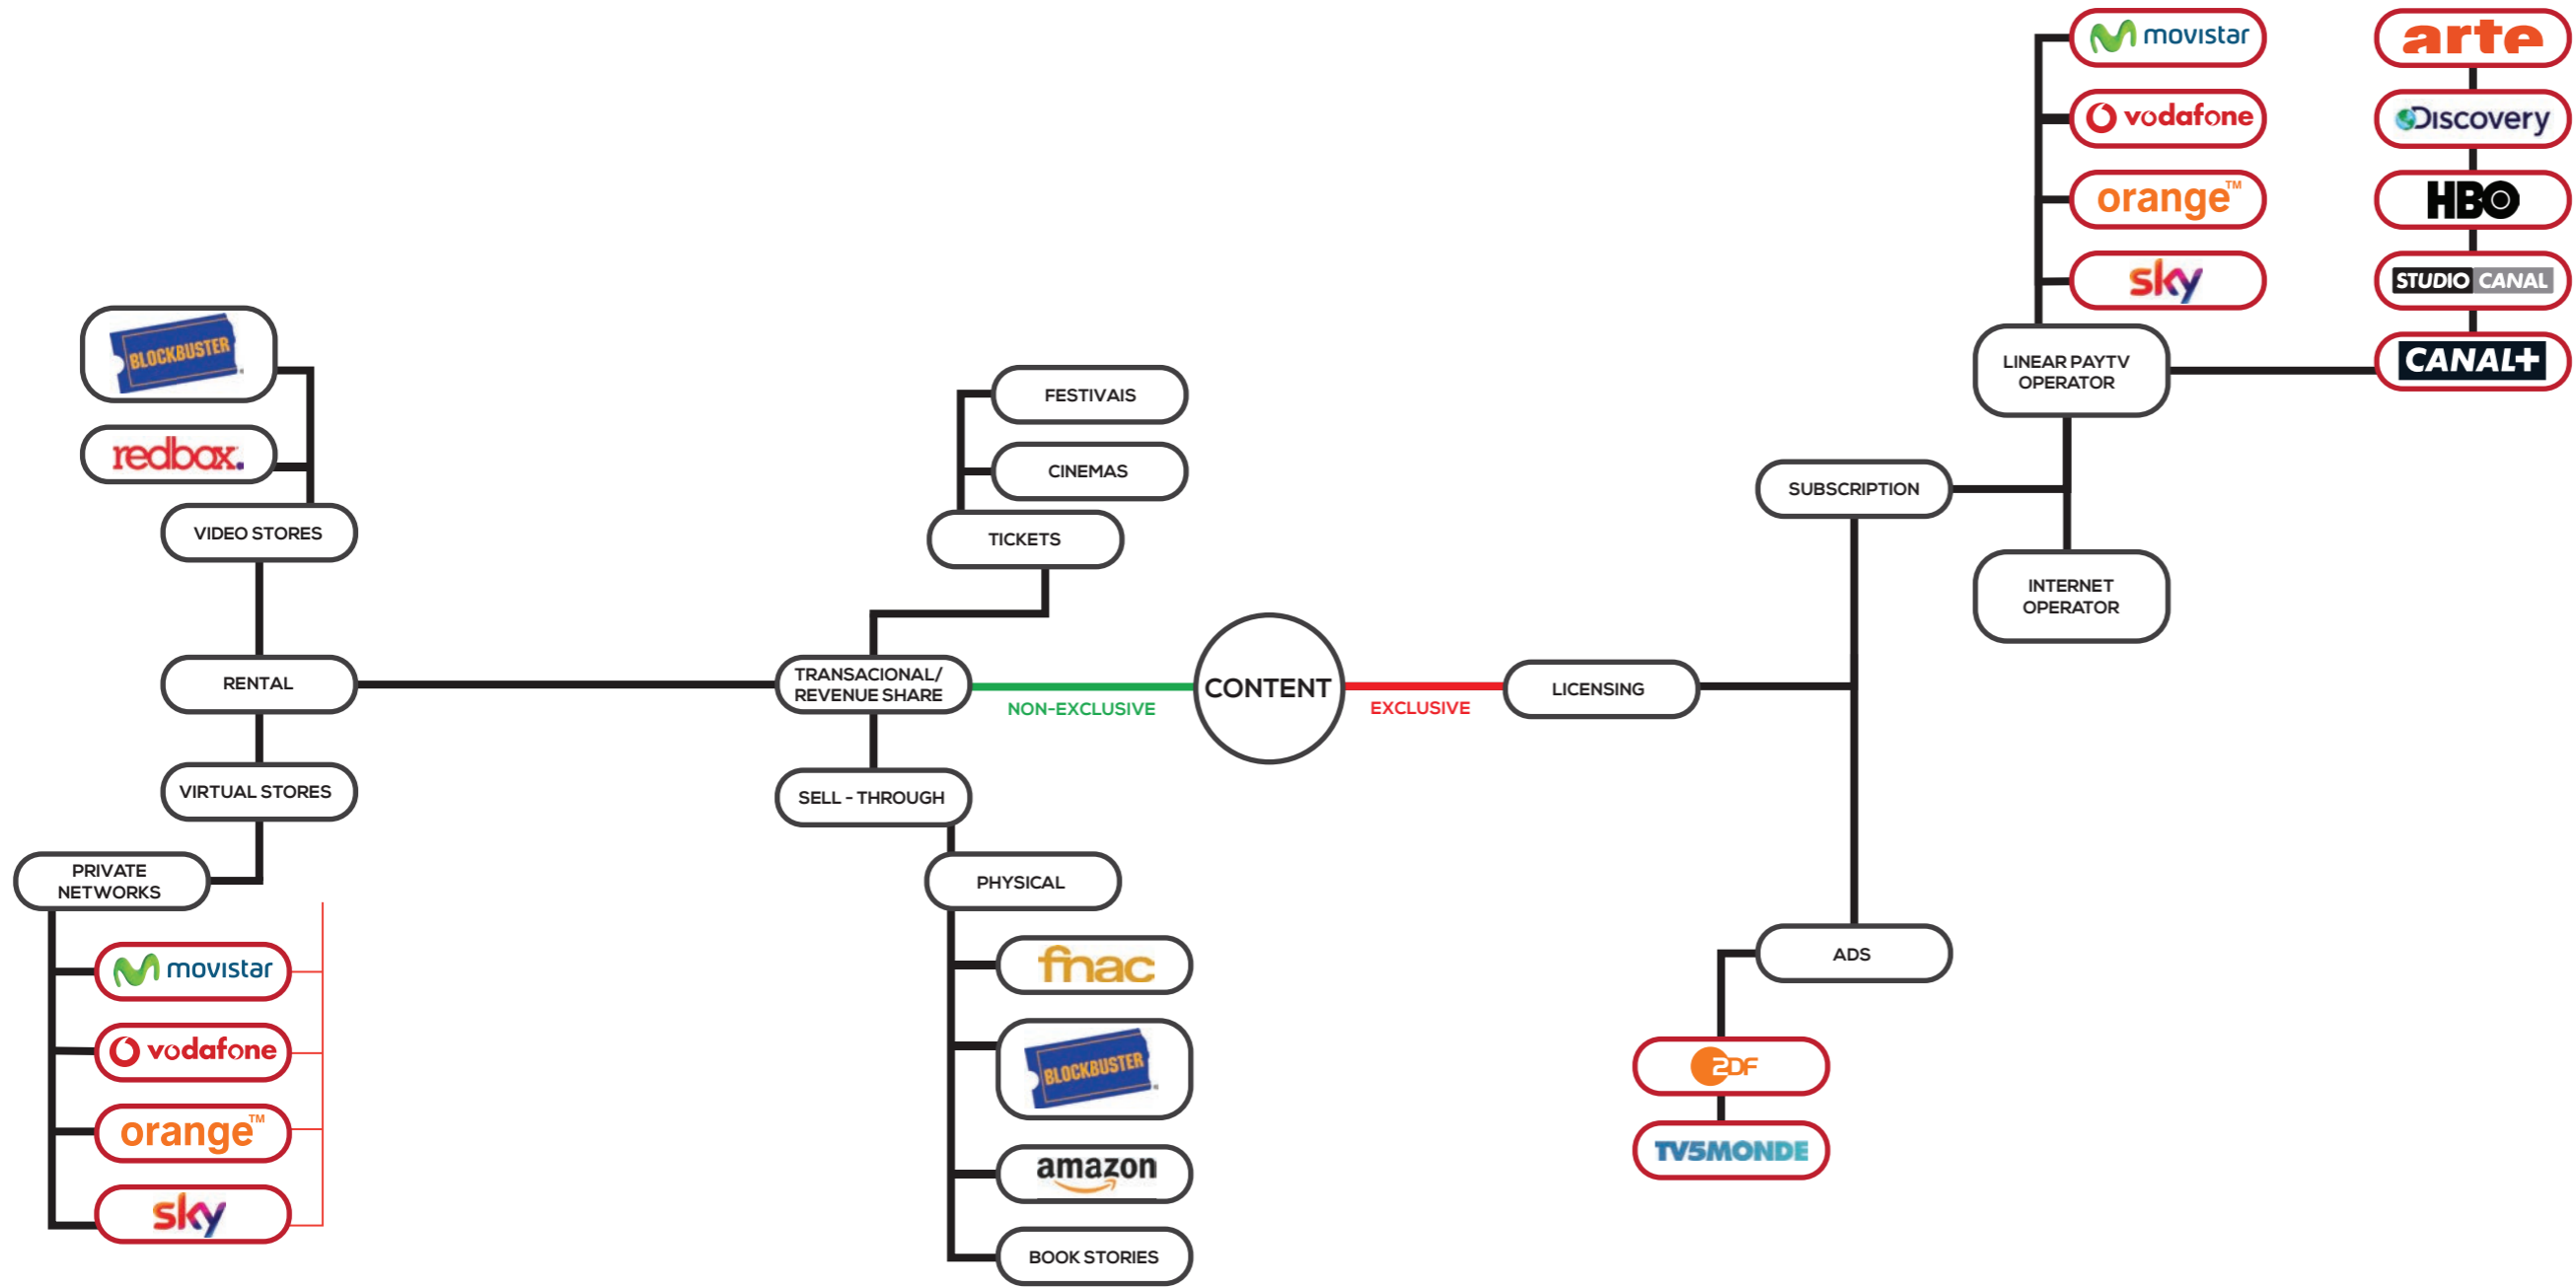 movistar
arte
vodafone
Discovery
orange™
HBO
sky
STUDIO CANAL
LINEAR PAYTV
OPERATOR
CANAL+
SUBSCRIPTION
INTERNET
OPERATOR
BLOCKBUSTER
redbox.
VIDEO STORES
FESTIVAIS
CINEMAS
TICKETS
RENTAL
TRANSACIONAL/
REVENUE SHARE
NON-EXCLUSIVE
CONTENT
EXCLUSIVE
LICENSING
VIRTUAL STORES
SELL - THROUGH
PRIVATE
NETWORKS
PHYSICAL
movistar
vodafone
orange™
sky
fnac
BLOCKBUSTER
amazon
BOOK STORIES
ADS
2DF
TV5MONDE